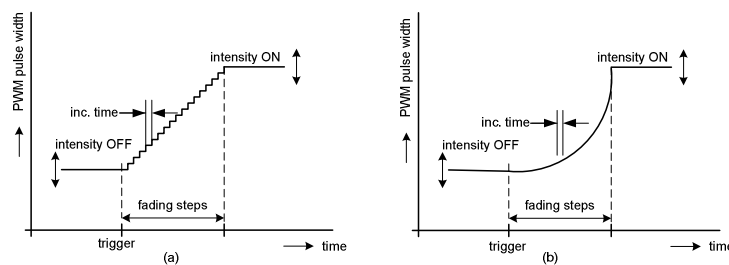 PWM pulse width
intensity ON
inc. time
intensity OFF
fading steps
trigger
time
(a)
PWM pulse width
intensity ON
inc. time
intensity OFF
fading steps
trigger
time
(b)